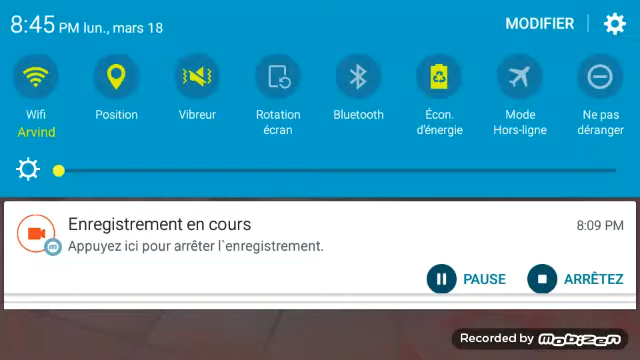 8:45 PM lun., mars 18
MODIFIER
Wifi
Arvind
Position
Vibreur
Rotation
écran
Bluetooth
Écon.
d'énergie
Mode
Hors-ligne
Ne pas
déranger
Enregistrement en cours
8:09 PM
Appuyez ici pour arrêter l`enregistrement.
PAUSE
ARRÊTEZ
Recorded by mobizen